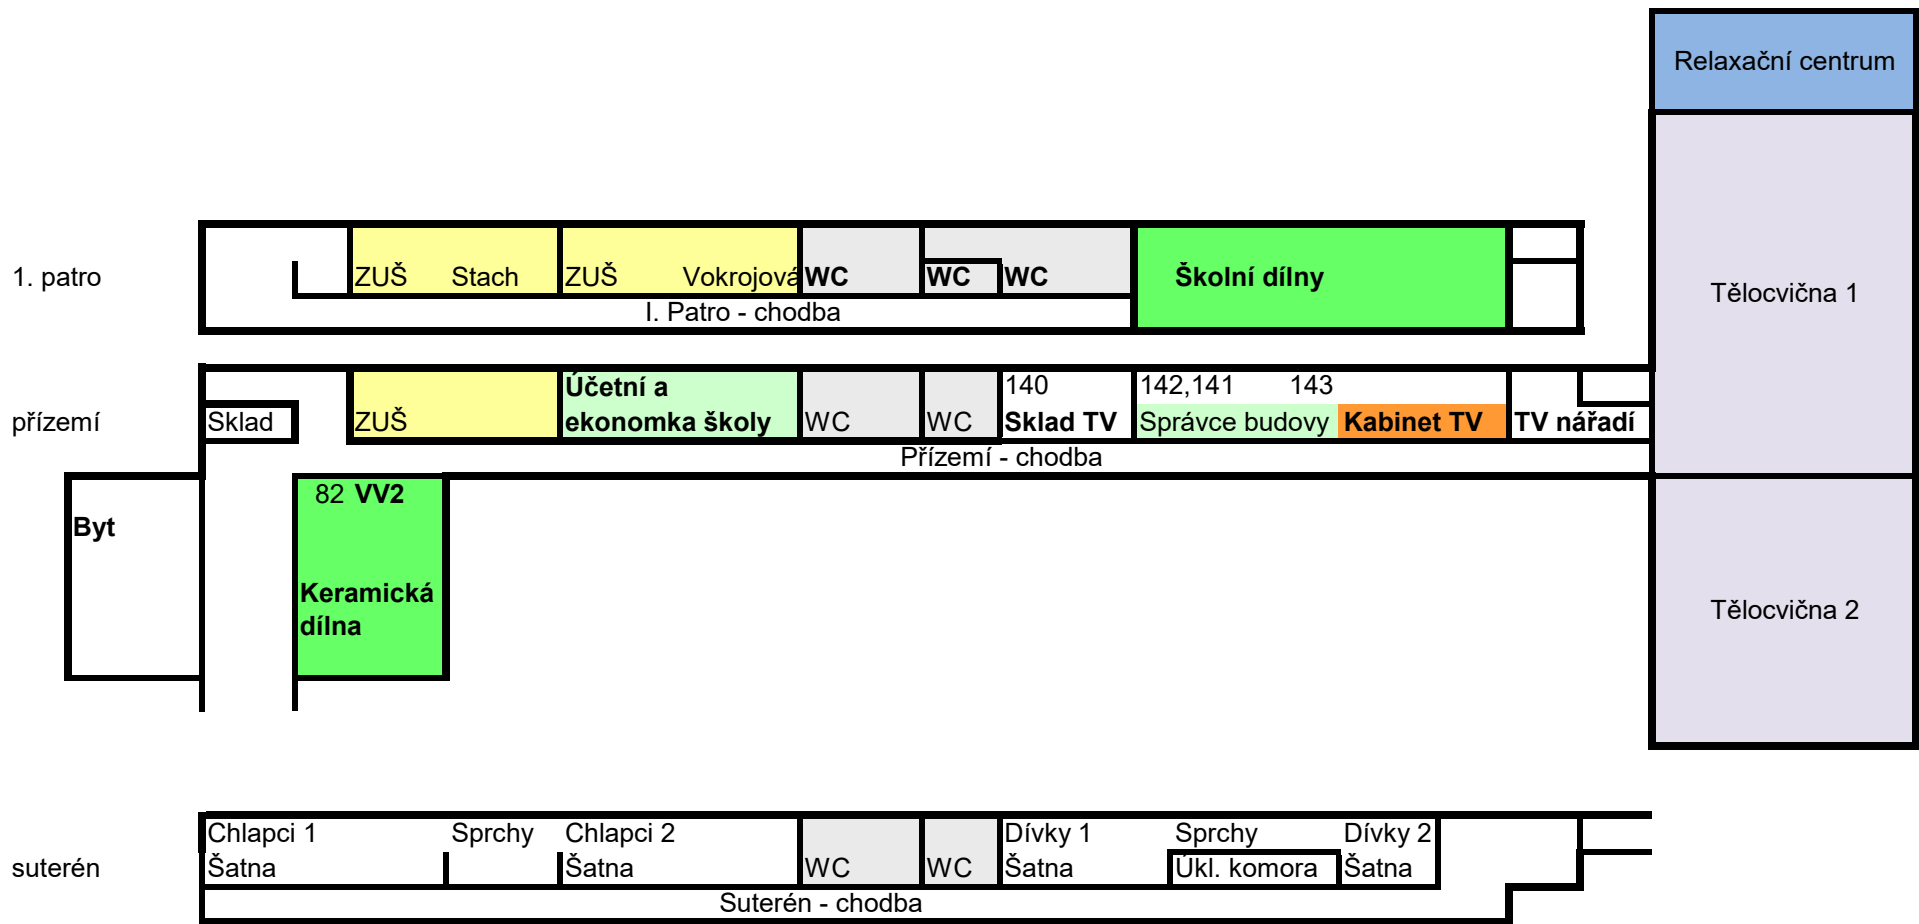 Relaxační centrum
1. patro
ZUŠ Stach ZUŠ Vokrojová WC WC WC Školní dílny
Tělocvična 1
I. Patro - chodba
Účetní a 140 142,141 143
přízemí Sklad ZUŠ ekonomka školy WC WC Sklad TV Správce budovy Kabinet TV TV nářadí
Přízemí - chodba
82 VV2
Byt
Keramická
dílna
Tělocvična 2
Chlapci 1 Sprchy Chlapci 2 Dívky 1 Sprchy Dívky 2
suterén Šatna Šatna WC WC Šatna Úkl. komora Šatna
Suterén - chodba